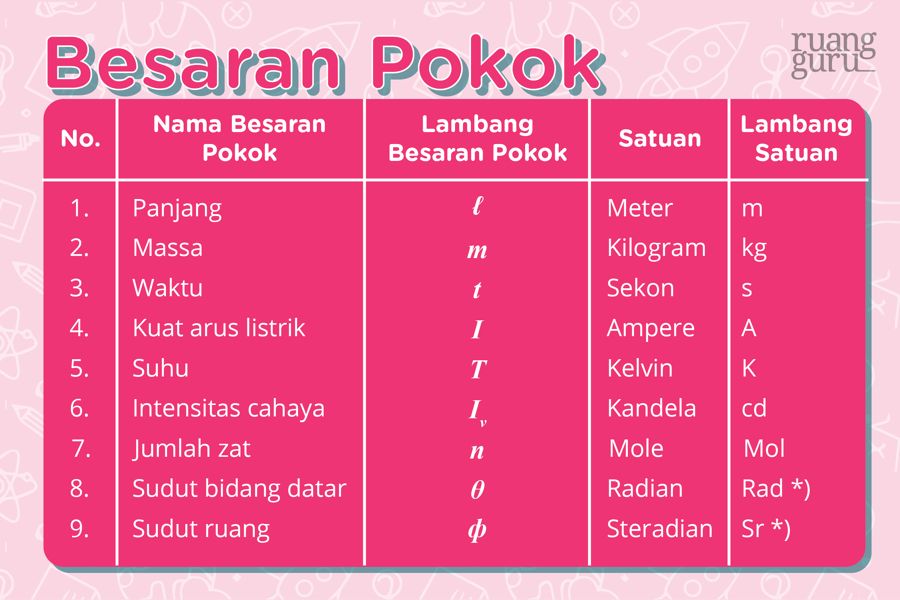 Besaran Pokok
ruang
guru
No. Nama Besaran Pokok Lambang Besaran Pokok Satuan Lambang Satuan
1. Panjang ℓ Meter m
2. Massa m Kilogram kg
3. Waktu t Sekon s
4. Kuat arus listrik I Ampere A
5. Suhu T Kelvin K
6. Intensitas cahaya Iᵥ Kandela cd
7. Jumlah zat n Mole Mol
8. Sudut bidang datar θ Radian Rad *)
9. Sudut ruang ф Steradian Sr *)